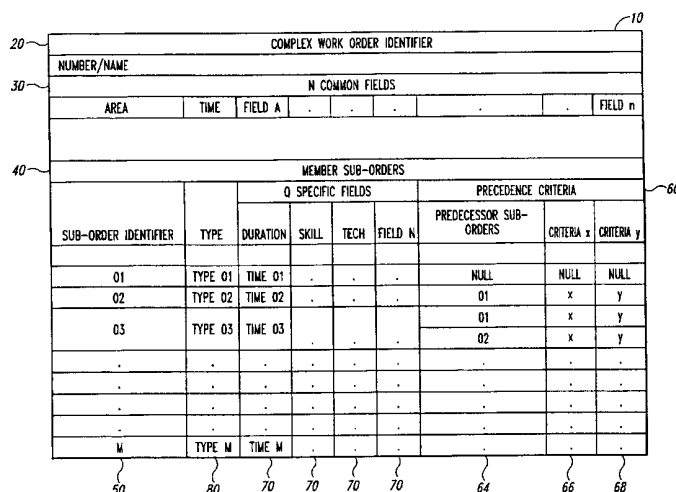 10
20 COMPLEX WORK ORDER IDENTIFIER
NUMBER/NAME
30 N COMMON FIELDS
AREA TIME FIELD A . . . . . FIELD n
40 MEMBER SUB-ORDERS
Q SPECIFIC FIELDS PRECEDENCE CRITERIA 60
SUB-ORDER IDENTIFIER TYPE DURATION SKILL TECH FIELD N PREDECESSOR SUB-
ORDERS CRITERIA x CRITERIA y
01 TYPE 01 TIME 01 . . . NULL NULL NULL
02 TYPE 02 TIME 02 . . . 01 x y
03 TYPE 03 TIME 03 . . . 01 x y
02 x y
. . . . . . . . .
. . . . . . . . .
. . . . . . . . .
. . . . . . . . .
M TYPE M TIME M . . . . . .
50 80 70 70 70 70 64 66 68